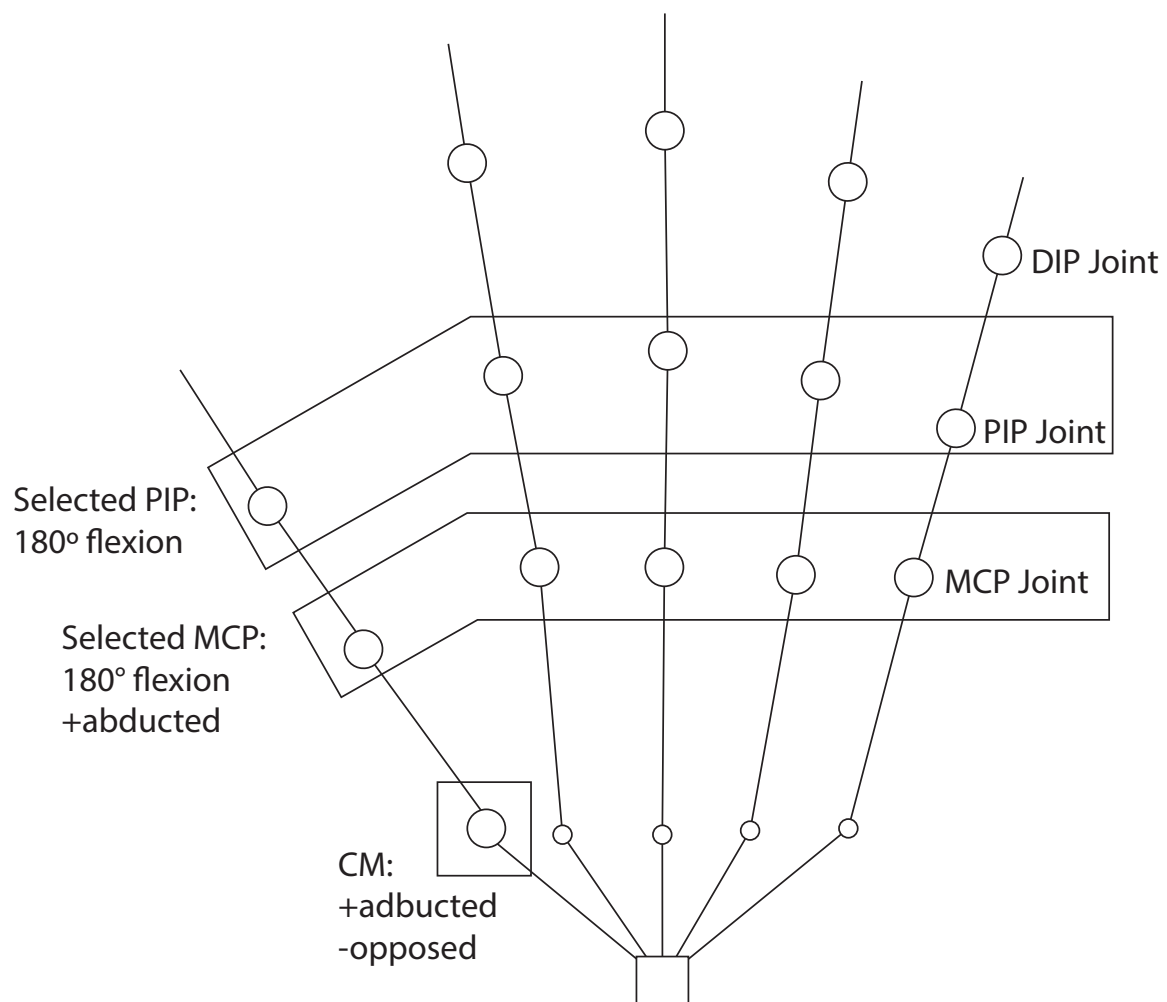 DIP Joint
PIP Joint
Selected PIP:
180º flexion
MCP Joint
Selected MCP:
180° flexion
+abducted
CM:
+adbucted
-opposed